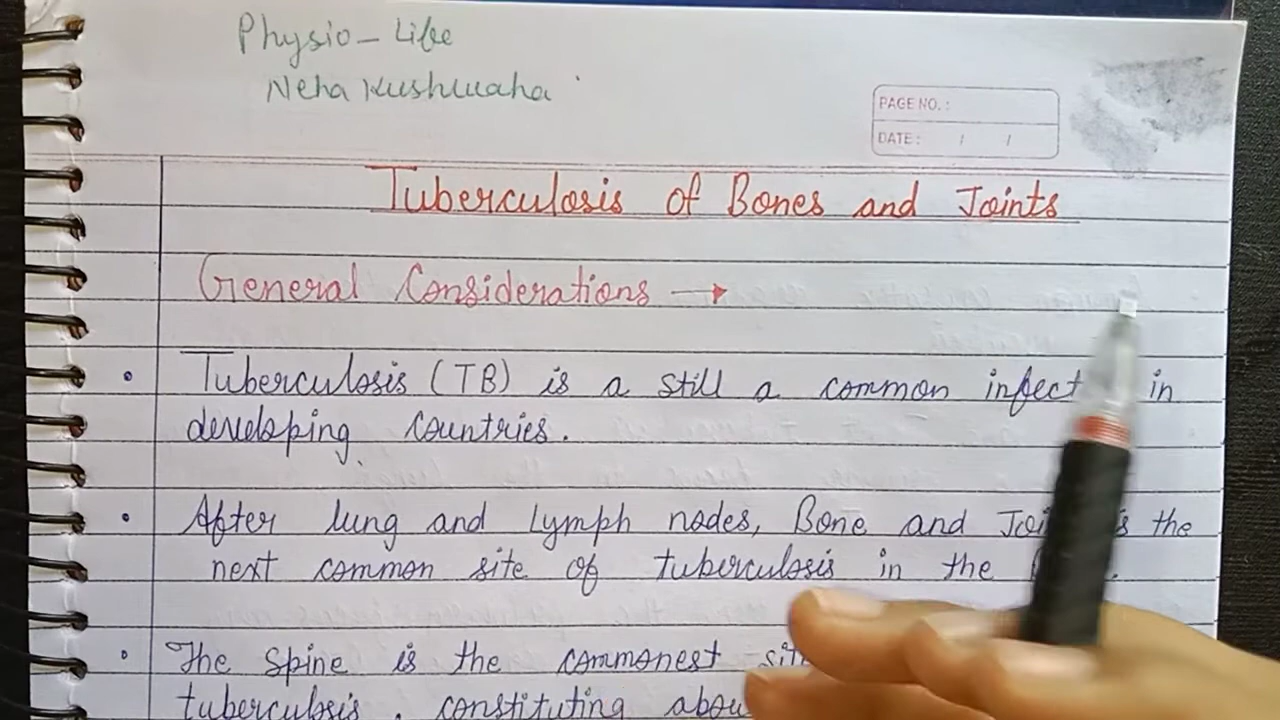 Physio - Life
Neha Kushwaha
PAGE NO. :
DATE : / /
Tuberculosis of Bones and Joints
General Considerations →
• Tuberculosis (TB) is a still a common in
developing countries.
• After lung and lymph nodes, Bone and the
next common site of tuberculosis in the
• The Spine is the commonest
tuberculosis, constituting